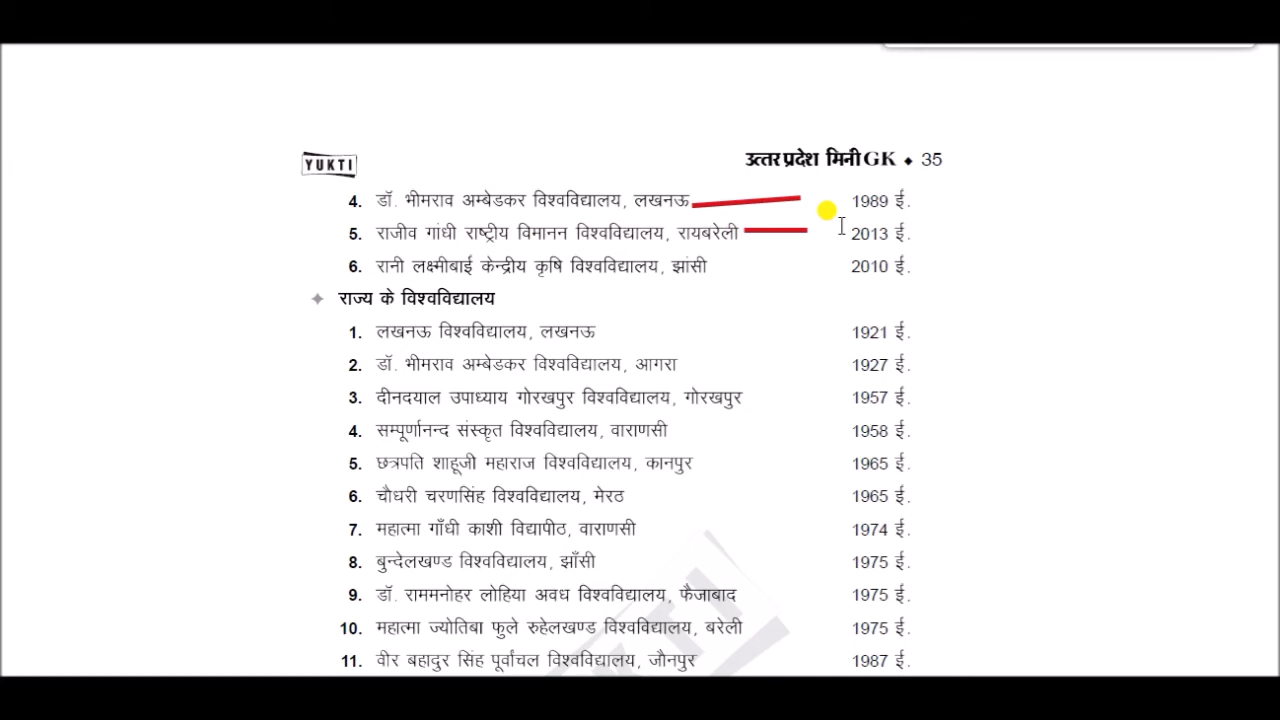 YUKTI
उत्तर प्रदेश मिनी GK ◆ 35
4. डॉ. भीमराव अम्बेडकर विश्वविद्यालय, लखनऊ 1989 ई.
5. राजीव गांधी राष्ट्रीय विमानन विश्वविद्यालय, रायबरेली 2013 ई.
6. रानी लक्ष्मीबाई केन्द्रीय कृषि विश्वविद्यालय, झांसी 2010 ई.
राज्य के विश्वविद्यालय
1. लखनऊ विश्वविद्यालय, लखनऊ 1921 ई.
2. डॉ. भीमराव अम्बेडकर विश्वविद्यालय, आगरा 1927 ई.
3. दीनदयाल उपाध्याय गोरखपुर विश्वविद्यालय, गोरखपुर 1957 ई.
4. सम्पूर्णानन्द संस्कृत विश्वविद्यालय, वाराणसी 1958 ई.
5. छत्रपति शाहूजी महाराज विश्वविद्यालय, कानपुर 1965 ई.
6. चौधरी चरणसिंह विश्वविद्यालय, मेरठ 1965 ई.
7. महात्मा गाँधी काशी विद्यापीठ, वाराणसी 1974 ई.
8. बुन्देलखण्ड विश्वविद्यालय, झाँसी 1975 ई.
9. डॉ. राममनोहर लोहिया अवध विश्वविद्यालय, फैजाबाद 1975 ई.
10. महात्मा ज्योतिबा फुले रुहेलखण्ड विश्वविद्यालय, बरेली 1975 ई.
11. वीर बहादुर सिंह पूर्वांचल विश्वविद्यालय, जौनपुर 1987 ई.